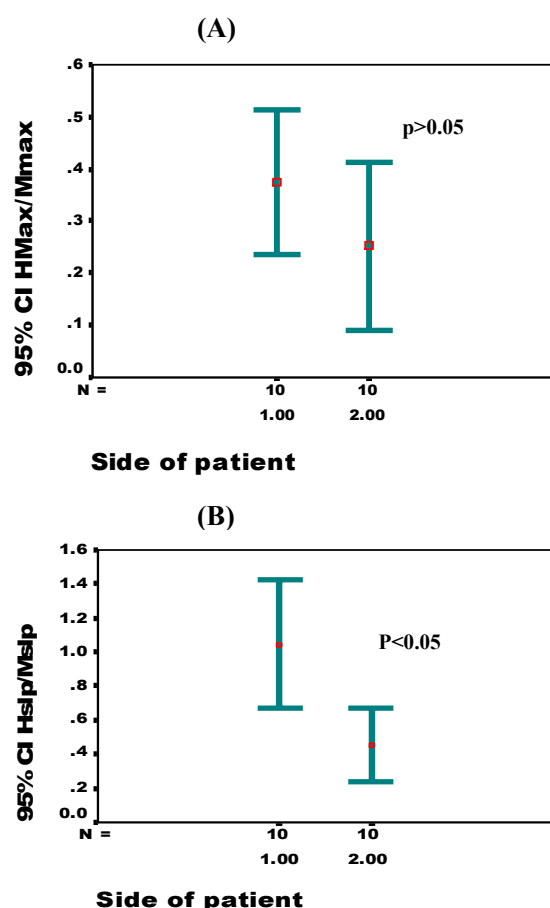 (A)
.6
.5
p>0.05
.4
.3
.2
.1
0.0
95% CI HMax/Mmax
N = 10 10
1.00 2.00
Side of patient
(B)
1.6
1.4
1.2
1.0
P<0.05
.8
.6
.4
.2
0.0
95% CI Hslp/Mslp
N = 10 10
1.00 2.00
Side of patient